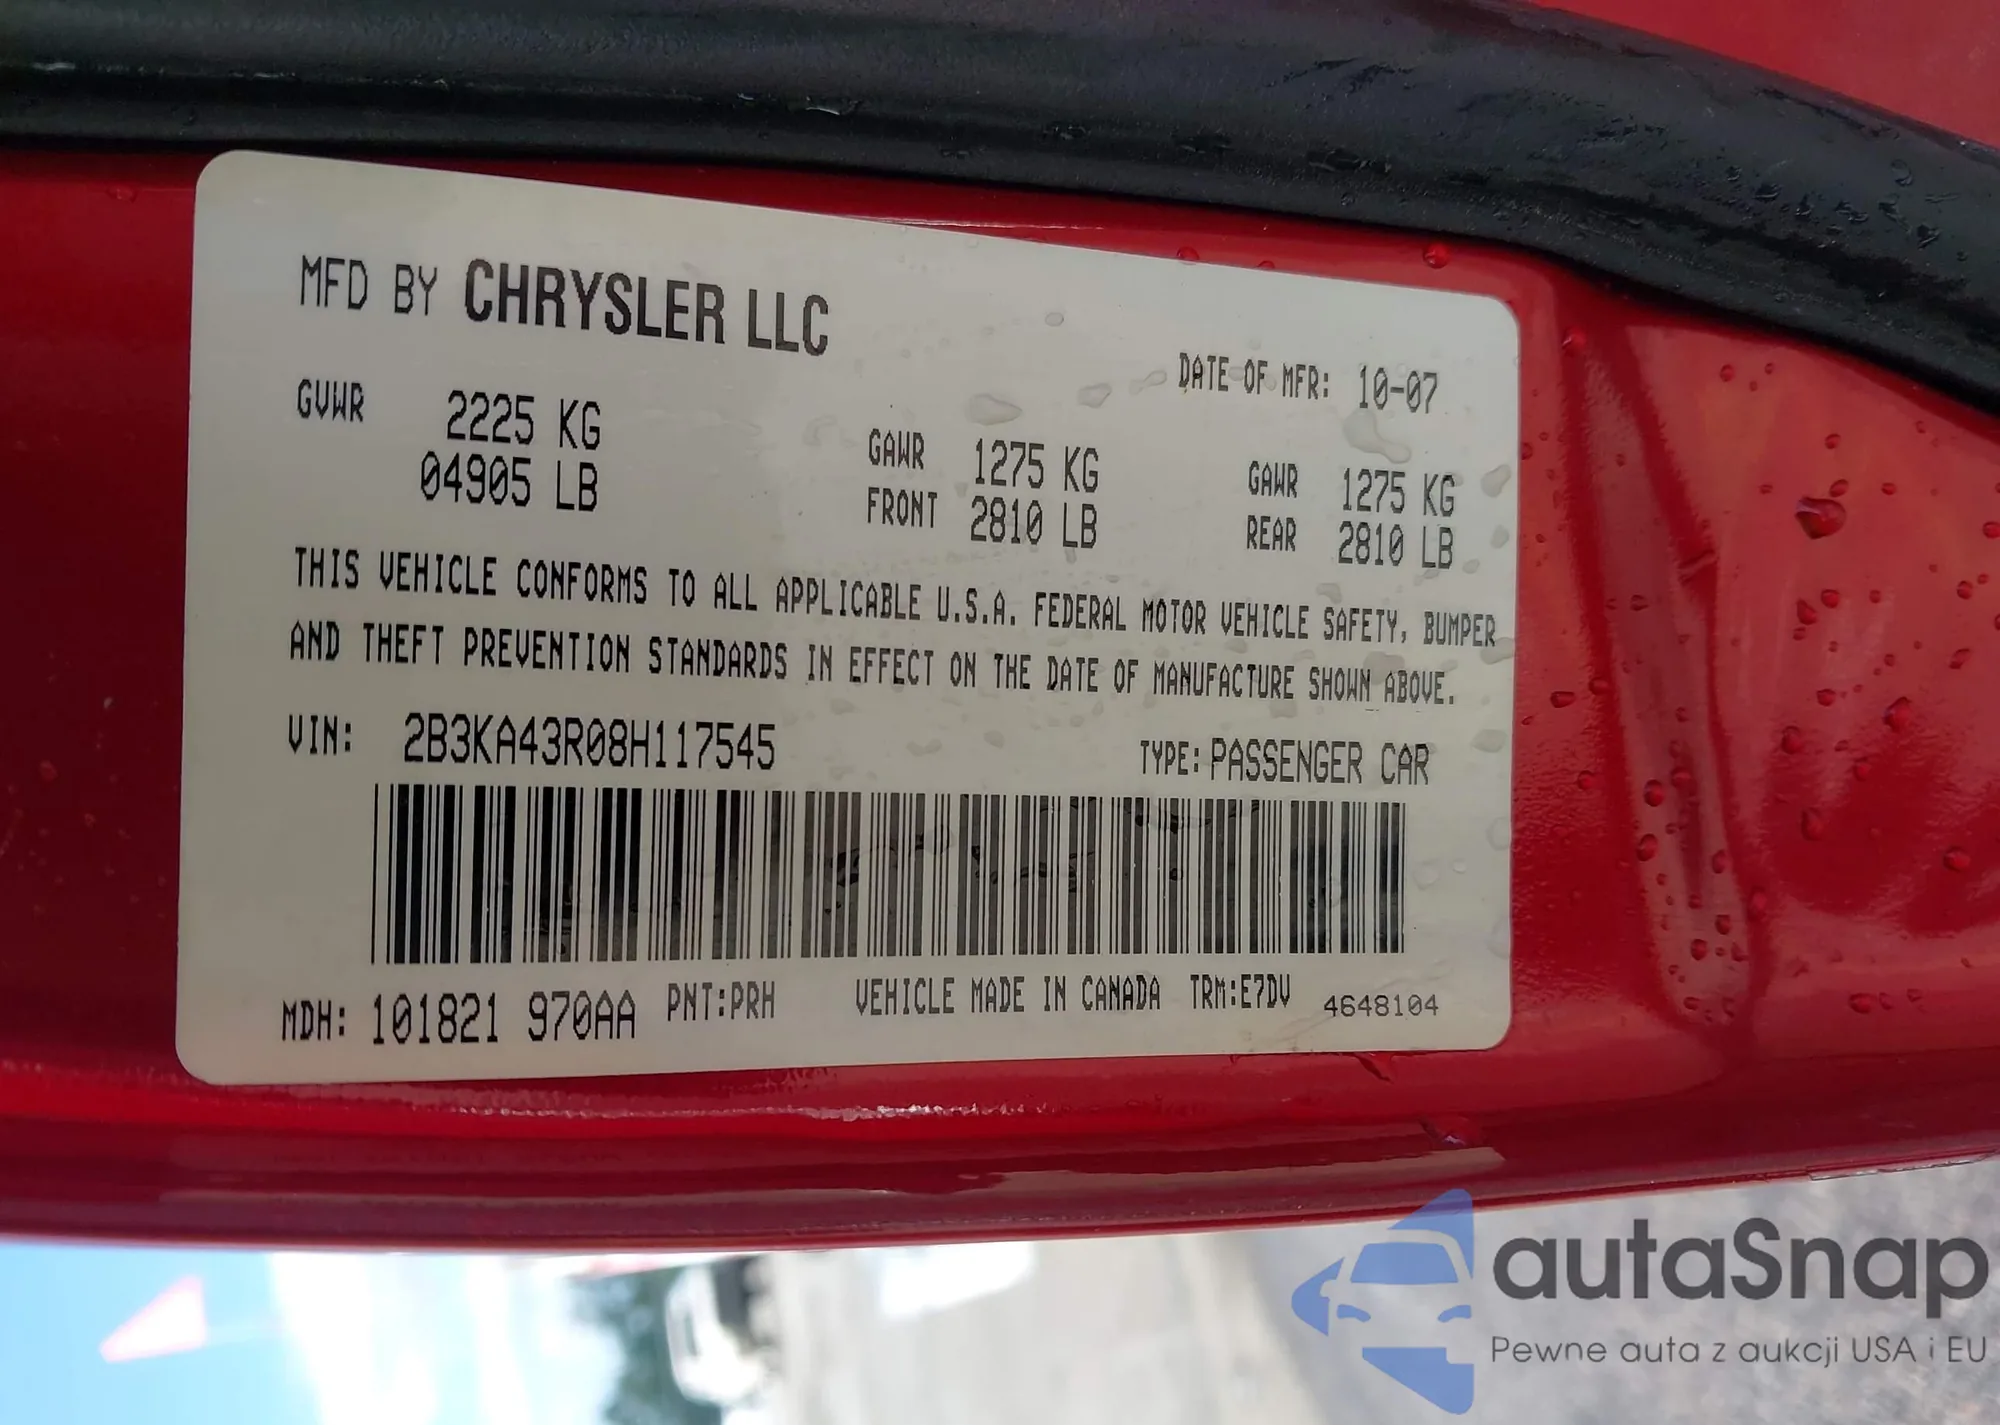 MFD BY CHRYSLER LLC
DATE OF MFR: 10-07
GVWR 2225 KG
04905 LB
GAWR 1275 KG
FRONT 2810 LB
GAWR 1275 KG
REAR 2810 LB
THIS VEHICLE CONFORMS TO ALL APPLICABLE U.S.A. FEDERAL MOTOR VEHICLE SAFETY, BUMPER
AND THEFT PREVENTION STANDARDS IN EFFECT ON THE DATE OF MANUFACTURE SHOWN ABOVE.
VIN: 2B3KA43R08H117545 TYPE: PASSENGER CAR
MDH: 101821 970AA PNT:PRH VEHICLE MADE IN CANADA TRM:E7DV 4648104
autaSnap
Pewne auta z aukcji USA i EU